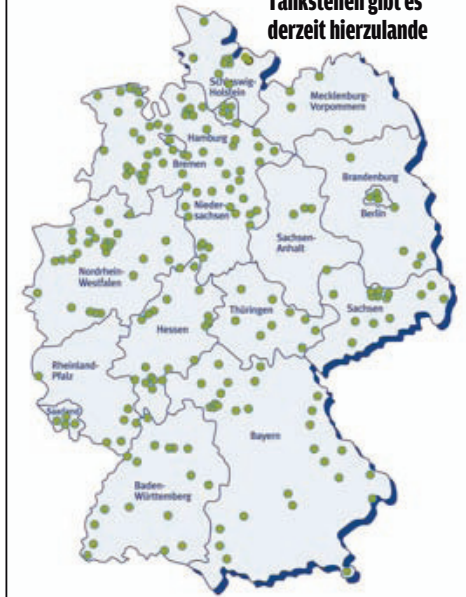 Tankstellen gibt es
derzeit hierzulande
Schleswig-
Holstein
Mecklenburg-
Vorpommern
Hamburg
Bremen
Brandenburg
Berlin
Nieder-
sachsen
Sachsen-
Anhalt
Nordrhein-
Westfalen
Thüringen
Sachsen
Hessen
Rheinland-
Pfalz
Saarland
Bayern
Baden-
Württemberg